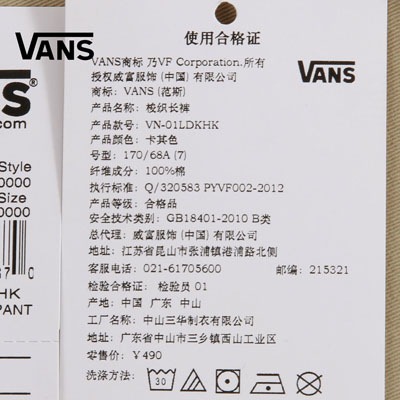 VANS
使用合格证
VANS
VANS商标 乃VF Corporation.所有
授权威富服饰 (中国) 有限公司
商标: VANS (范斯)
产品名称: 梭织长裤
产品款号: VN-01LDKHK
产品颜色: 卡其色
号型: 170/68A (7)
纤维成分: 100%棉
执行标准: Q/320583 PYVF002-2012
产品等级: 合格品
安全技术类别: GB18401-2010 B类
总代理: 威富服饰 (中国) 有限公司
地址: 江苏省昆山市张浦镇港浦路北侧
客服电话: 021-61705600 邮编: 215321
检验合格证: 检验员 01
产地: 中国 广东 中山
工厂名称: 中山三华制衣有限公司
地址: 广东省中山市三乡镇西山工业区
零售价: ￥490
洗涤方法:
30
S®
com
Style
0000
Size
0000
7 0
HK
PANT